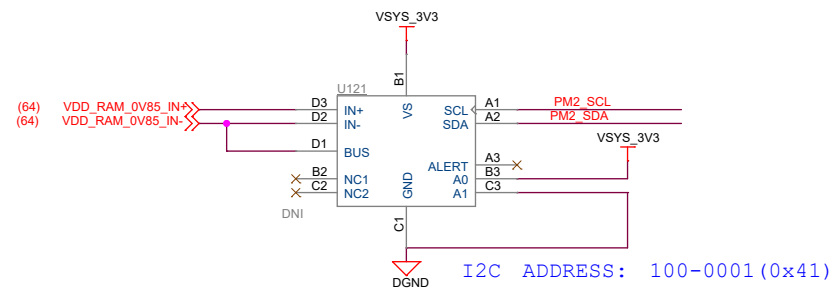 VSYS_3V3
U121
B1
(64) VDD_RAM_0V85_IN+ D3 IN+ VS SCL A1 PM2_SCL
(64) VDD_RAM_0V85_IN- D2 IN- SDA A2 PM2_SDA
VSYS_3V3
D1 BUS
ALERT A3
B2 NC1 A0 B3
C2 NC2 GND A1 C3
DNI
C1
DGND
I2C ADDRESS: 100-0001(0x41)